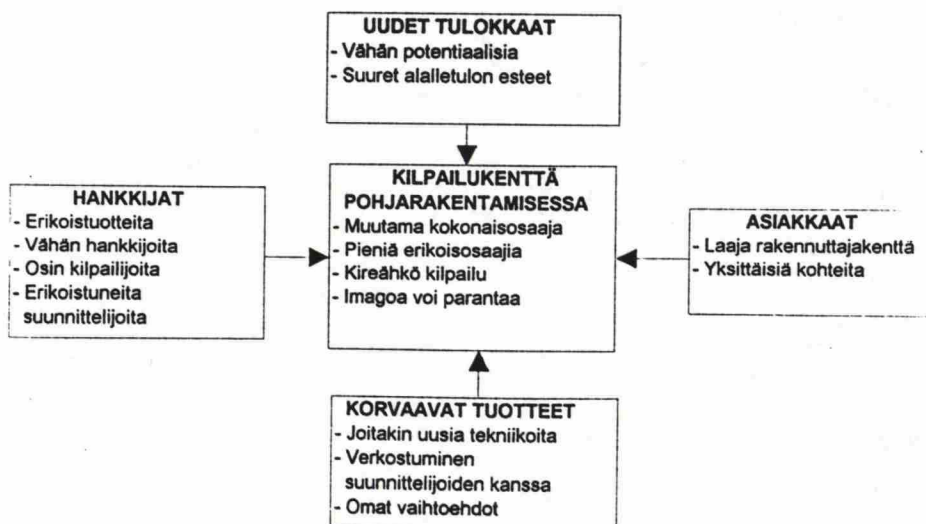 UUDET TULOKKAAT
- Vähän potentiaalisia
- Suuret alalletulon esteet
HANKKIJAT
- Erikoistuotteita
- Vähän hankkijoita
- Osin kilpailijoita
- Erikoistuneita
suunnittelijoita
KILPAILUKENTTÄ
POHJARAKENTAMISESSA
- Muutama kokonaisosaaja
- Pieniä erikoisosaajia
- Kireähkö kilpailu
- Imagoa voi parantaa
ASIAKKAAT
- Laaja rakennuttajakenttä
- Yksittäisiä kohteita
KORVAAVAT TUOTTEET
- Joitakin uusia tekniikoita
- Verkostuminen
suunnittelijoiden kanssa
- Omat vaihtoehdot